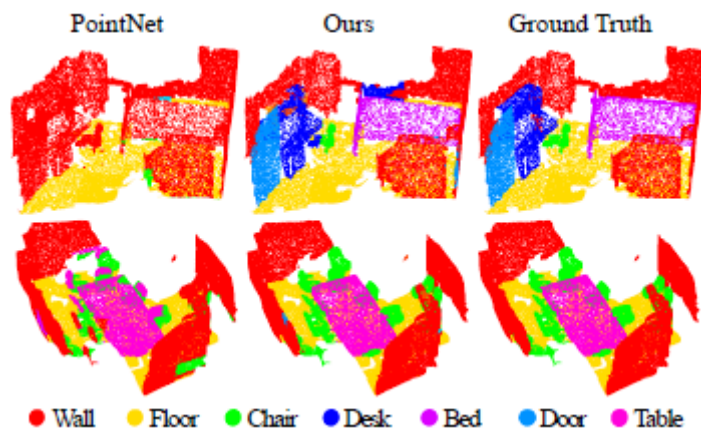 PointNet Ours Ground Truth
Wall Floor Chair Desk Bed Door Table